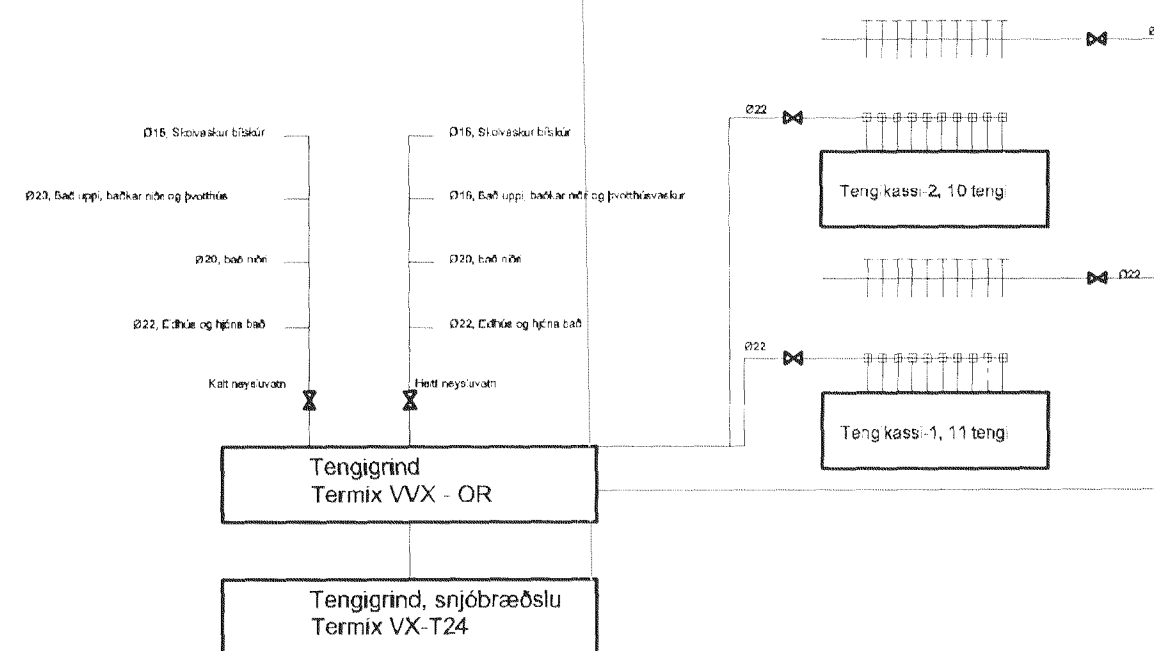 Ø
Ø22
Ø15, Skolvaskur bílskúr
Ø15, Skolvaskur bílskúr
Ø20, Bað uppi, baðkar niðri og þvotthús
Ø16, Bað uppi, baðkar niðri og þvotthúsvaskur
Tengikassi-2, 10 tengi
Ø20, bað niðri
Ø20, bað niðri
Ø22
Ø22, Eldhús og hjóna bað
Ø22, Eldhús og hjóna bað
Ø22
Kalt neysluvatn
Heitt neysluvatn
Tengikassi-1, 11 tengi
Tengigrind
Termix VVX - OR
Tengigrind, snjóbræðslu
Termix VX-T24